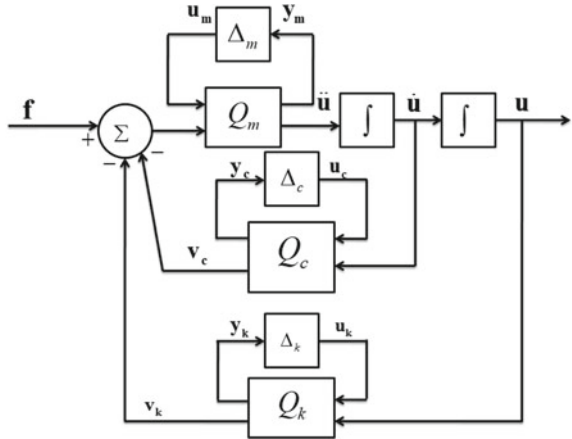 u_m y_m
Δ_m
f
+ Σ Q_m ü ∫ u̇ ∫ u
− −
y_c Δ_c u_c
v_c Q_c
y_k Δ_k u_k
v_k Q_k